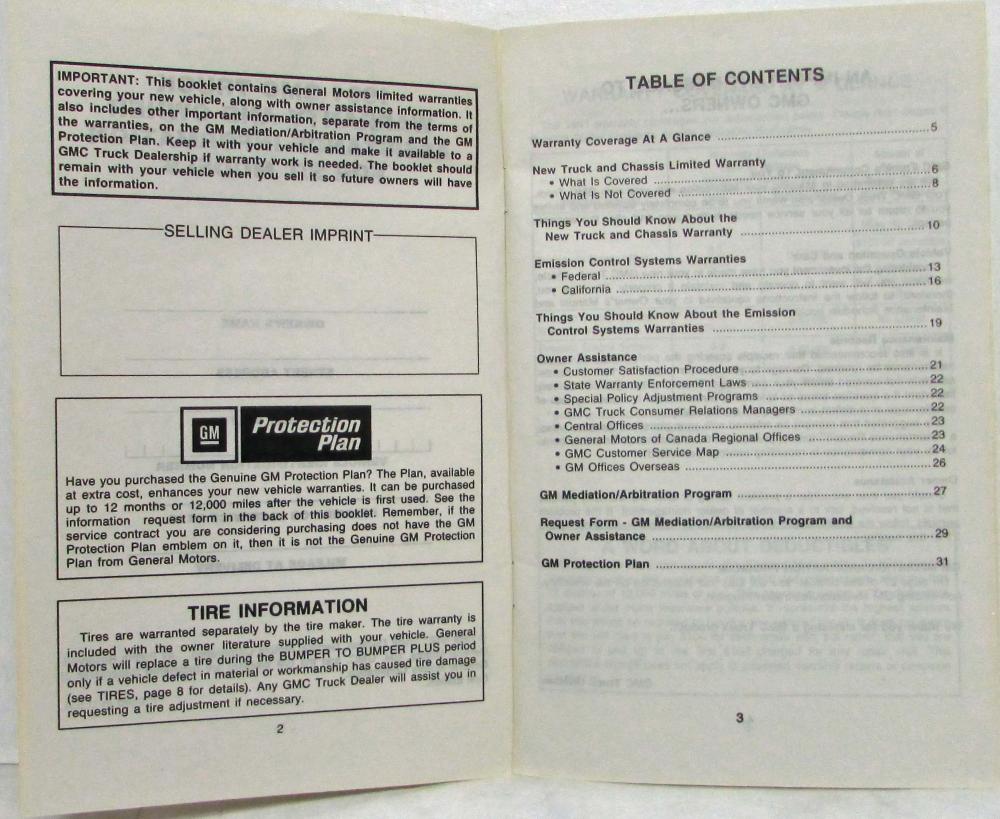 IMPORTANT: This booklet contains General Motors limited warranties
covering your new vehicle, along with owner assistance information. It
also includes other important information, separate from the terms of
the warranties, on the GM Mediation/Arbitration Program and the GM
Protection Plan. Keep it with your vehicle and make it available to a
GMC Truck Dealership if warranty work is needed. The booklet should
remain with your vehicle when you sell it so future owners will have
the information.
SELLING DEALER IMPRINT
GM
Protection
Plan
Have you purchased the Genuine GM Protection Plan? The Plan, available
at extra cost, enhances your new vehicle warranties. It can be purchased
up to 12 months or 12,000 miles after the vehicle is first used. See the
information request form in the back of this booklet. Remember, if the
service contract you are considering purchasing does not have the GM
Protection Plan emblem on it, then it is not the Genuine GM Protection
Plan from General Motors.
TIRE INFORMATION
Tires are warranted separately by the tire maker. The tire warranty is
included with the owner literature supplied with your vehicle. General
Motors will replace a tire during the BUMPER TO BUMPER PLUS period
only if a vehicle defect in material or workmanship has caused tire damage
(see TIRES, page 8 for details). Any GMC Truck Dealer will assist you in
requesting a tire adjustment if necessary.
2
TABLE OF CONTENTS
Warranty Coverage At A Glance ..... 5
New Truck and Chassis Limited Warranty
• What Is Covered ..... 6
• What Is Not Covered ..... 8
Things You Should Know About the
New Truck and Chassis Warranty ..... 10
Emission Control Systems Warranties
• Federal ..... 13
• California ..... 16
Things You Should Know About the Emission
Control Systems Warranties ..... 19
Owner Assistance
• Customer Satisfaction Procedure ..... 21
• State Warranty Enforcement Laws ..... 22
• Special Policy Adjustment Programs ..... 22
• GMC Truck Consumer Relations Managers ..... 22
• Central Offices ..... 23
• General Motors of Canada Regional Offices ..... 23
• GMC Customer Service Map ..... 24
• GM Offices Overseas ..... 26
GM Mediation/Arbitration Program ..... 27
Request Form - GM Mediation/Arbitration Program and
Owner Assistance ..... 29
GM Protection Plan ..... 31
3